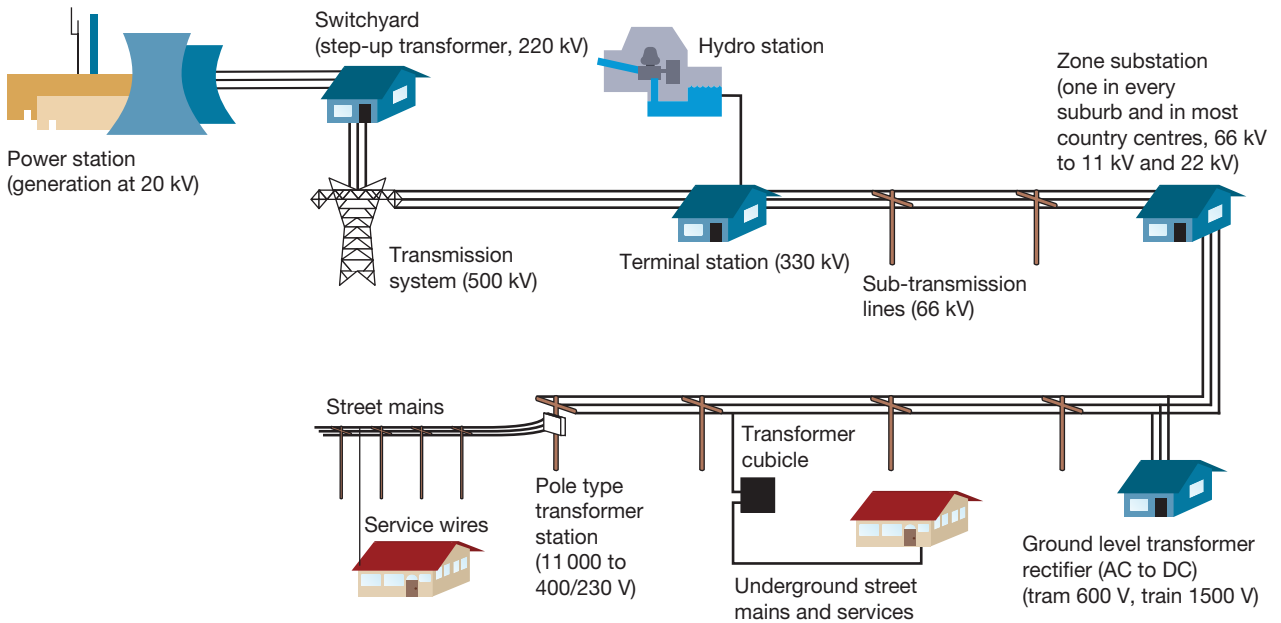 Switchyard
(step-up transformer, 220 kV)
Hydro station
Zone substation
(one in every
suburb and in most
country centres, 66 kV
to 11 kV and 22 kV)
Power station
(generation at 20 kV)
Transmission
system (500 kV)
Terminal station (330 kV)
Sub-transmission
lines (66 kV)
Street mains
Service wires
Pole type
transformer
station
(11 000 to
400/230 V)
Transformer
cubicle
Underground street
mains and services
Ground level transformer
rectifier (AC to DC)
(tram 600 V, train 1500 V)